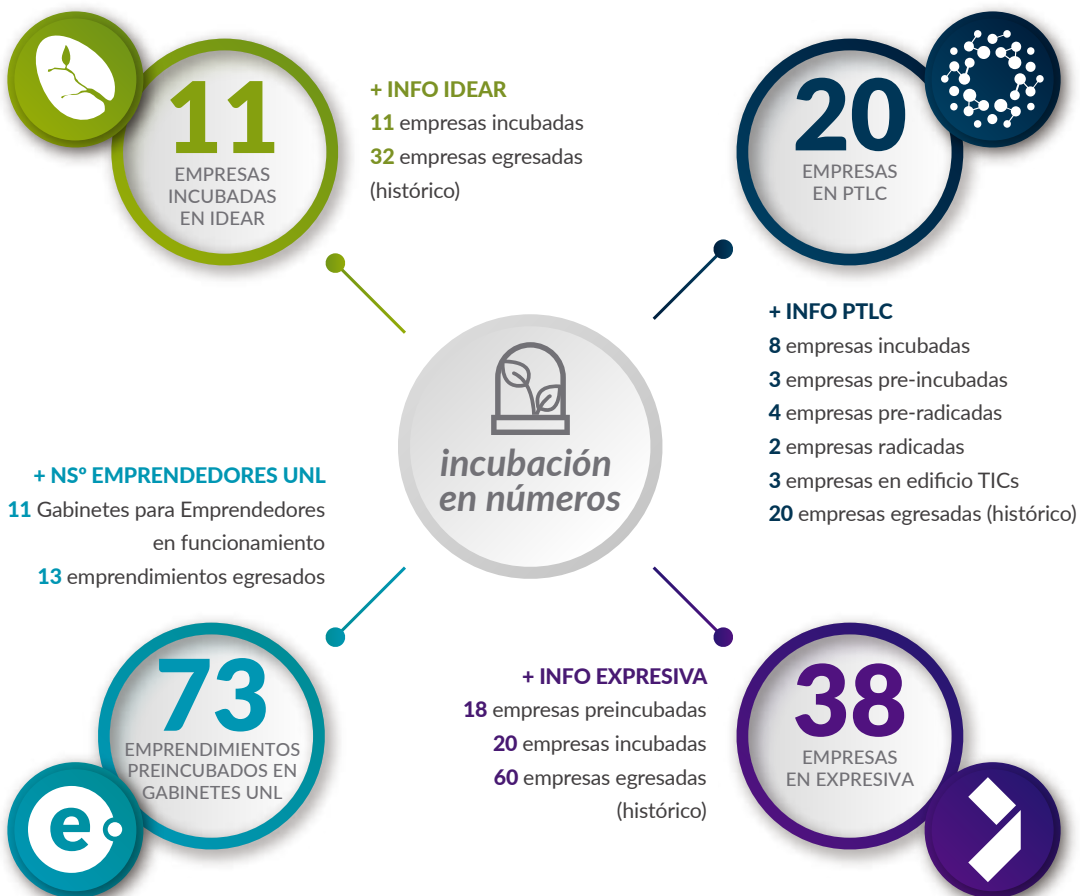 11
EMPRESAS
INCUBADAS
EN IDEAR
+ INFO IDEAR
11 empresas incubadas
32 empresas egresadas
(histórico)
20
EMPRESAS
EN PTLC
+ INFO PTLC
8 empresas incubadas
3 empresas pre-incubadas
4 empresas pre-radicadas
2 empresas radicadas
3 empresas en edificio TICs
20 empresas egresadas (histórico)
incubación
en números
+ NSº EMPRENDEDORES UNL
11 Gabinetes para Emprendedores
en funcionamiento
13 emprendimientos egresados
73
EMPRENDIMIENTOS
PREINCUBADOS EN
GABINETES UNL
e
+ INFO EXPRESIVA
18 empresas preincubadas
20 empresas incubadas
60 empresas egresadas
(histórico)
38
EMPRESAS
EN EXPRESIVA